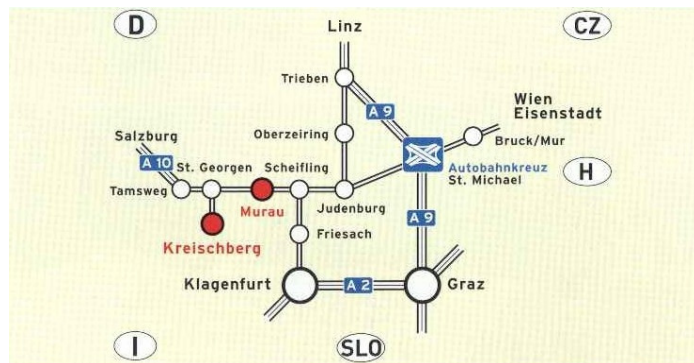 D
CZ
Linz
Trieben
A 9
Wien
Eisenstadt
Oberzeiring
Bruck/Mur
Salzburg
A 10
St. Georgen
Scheifling
Autobahnkreuz
St. Michael
H
Tamsweg
Murau
Judenburg
A 9
Kreischberg
Friesach
Klagenfurt
A 2
Graz
I
SLO